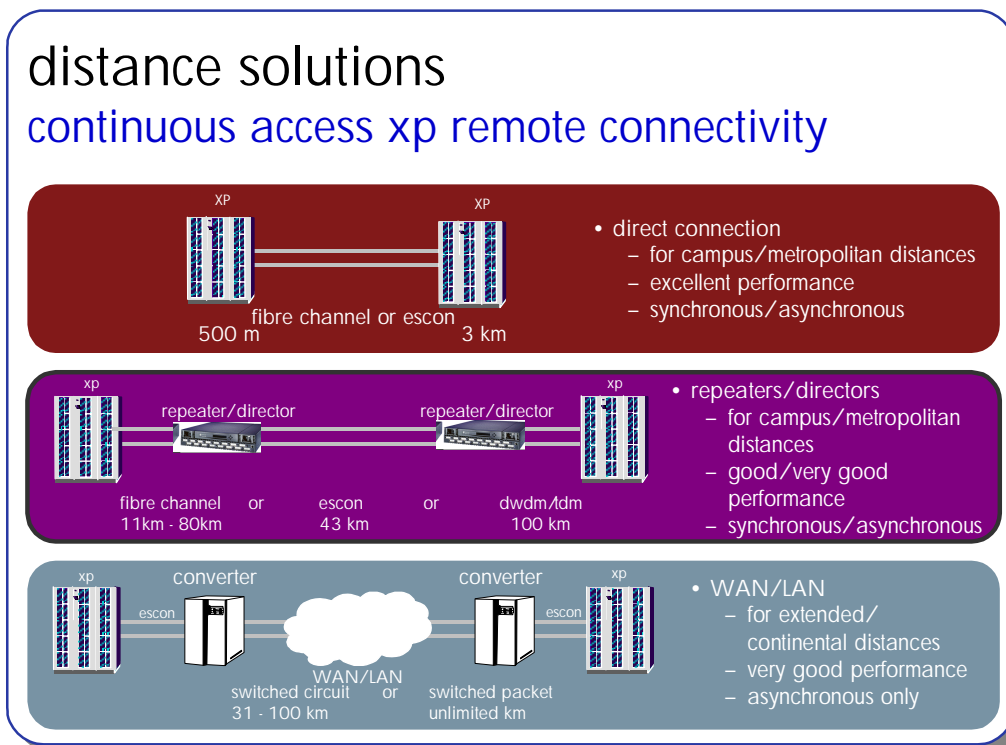 distance solutions
continuous access xp remote connectivity
XP
XP
fibre channel or escon
500 m
3 km
• direct connection
– for campus/metropolitan distances
– excellent performance
– synchronous/asynchronous
xp
xp
repeater/director
repeater/director
fibre channel or escon or dwdm/tdm
11km - 80km 43 km 100 km
• repeaters/directors
– for campus/metropolitan
distances
– good/very good
performance
– synchronous/asynchronous
xp
converter
converter
xp
escon
escon
WAN/LAN
switched circuit or switched packet
31 - 100 km unlimited km
• WAN/LAN
– for extended/
continental distances
– very good performance
– asynchronous only